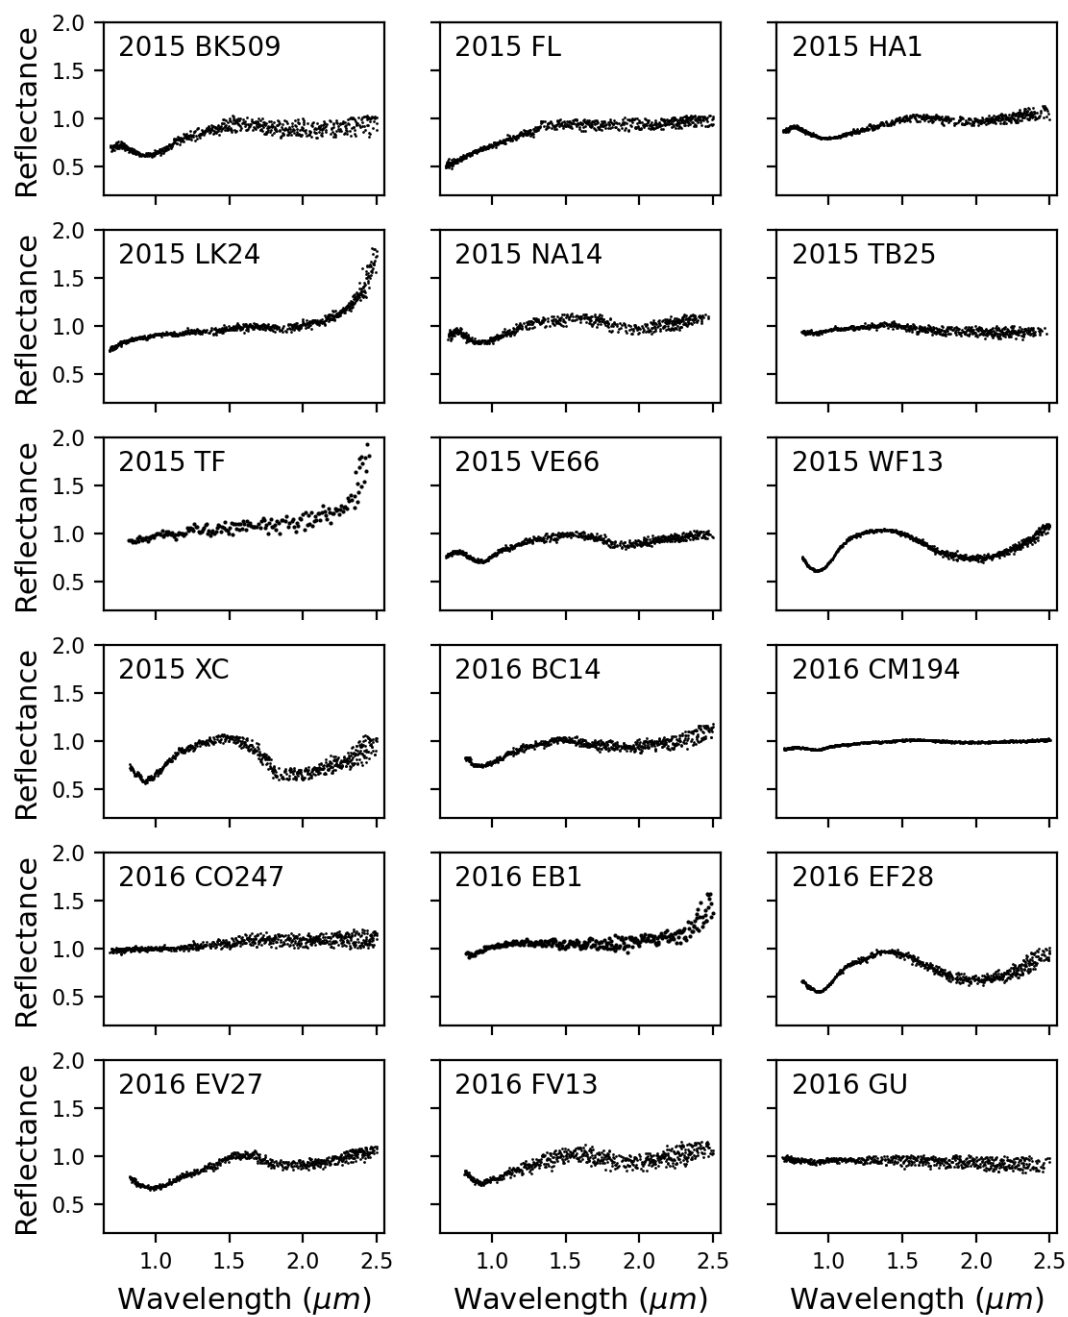 2015 BK509 2015 FL 2015 HA1
Reflectance 2.0 1.5 1.0 0.5
2015 LK24 2015 NA14 2015 TB25
Reflectance 2.0 1.5 1.0 0.5
2015 TF 2015 VE66 2015 WF13
Reflectance 2.0 1.5 1.0 0.5
2015 XC 2016 BC14 2016 CM194
Reflectance 2.0 1.5 1.0 0.5
2016 CO247 2016 EB1 2016 EF28
Reflectance 2.0 1.5 1.0 0.5
2016 EV27 2016 FV13 2016 GU
Reflectance 2.0 1.5 1.0 0.5
1.0 1.5 2.0 2.5 1.0 1.5 2.0 2.5 1.0 1.5 2.0 2.5
Wavelength (μm) Wavelength (μm) Wavelength (μm)